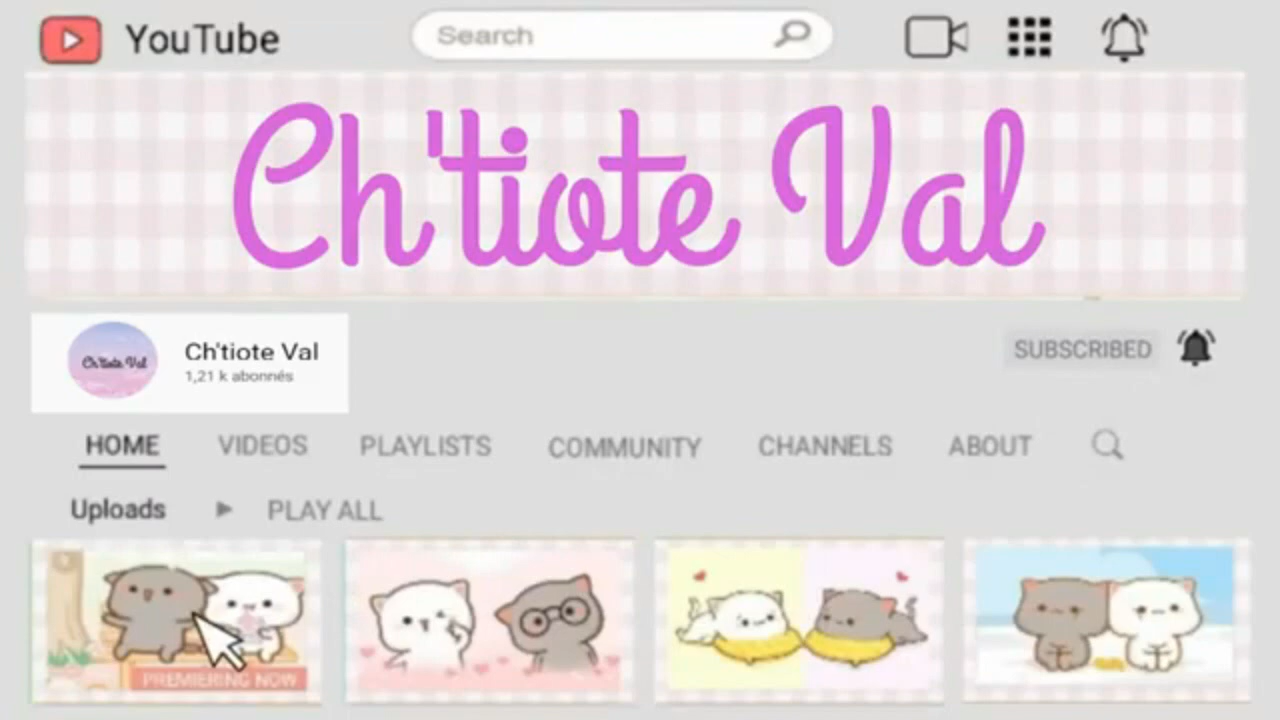 YouTube
Search
Ch'tiote Val
Ch'tiote Val
Ch'tiote Val
1,21 k abonnés
SUBSCRIBED
HOME VIDEOS PLAYLISTS COMMUNITY CHANNELS ABOUT
Uploads PLAY ALL
PREMIERING NOW